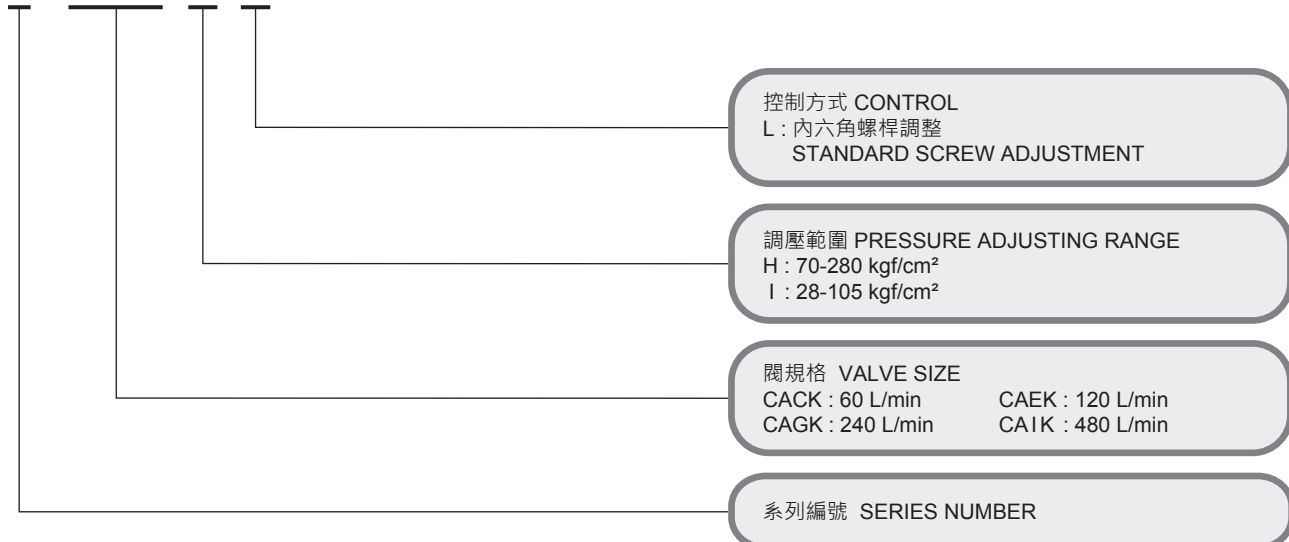 控制方式 CONTROL
L : 內六角螺桿調整
STANDARD SCREW ADJUSTMENT
調壓範圍 PRESSURE ADJUSTING RANGE
H : 70-280 kgf/cm²
I : 28-105 kgf/cm²
閥規格 VALVE SIZE
CACK : 60 L/min CAEK : 120 L/min
CAGK : 240 L/min CAIK : 480 L/min
系列編號 SERIES NUMBER